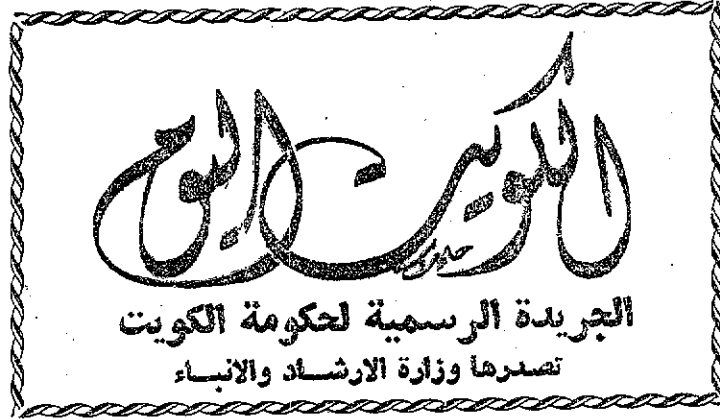 الكويت اليوم
الجريدة الرسمية لحكومة الكويت
تصدرها وزارة الارشاد والانباء